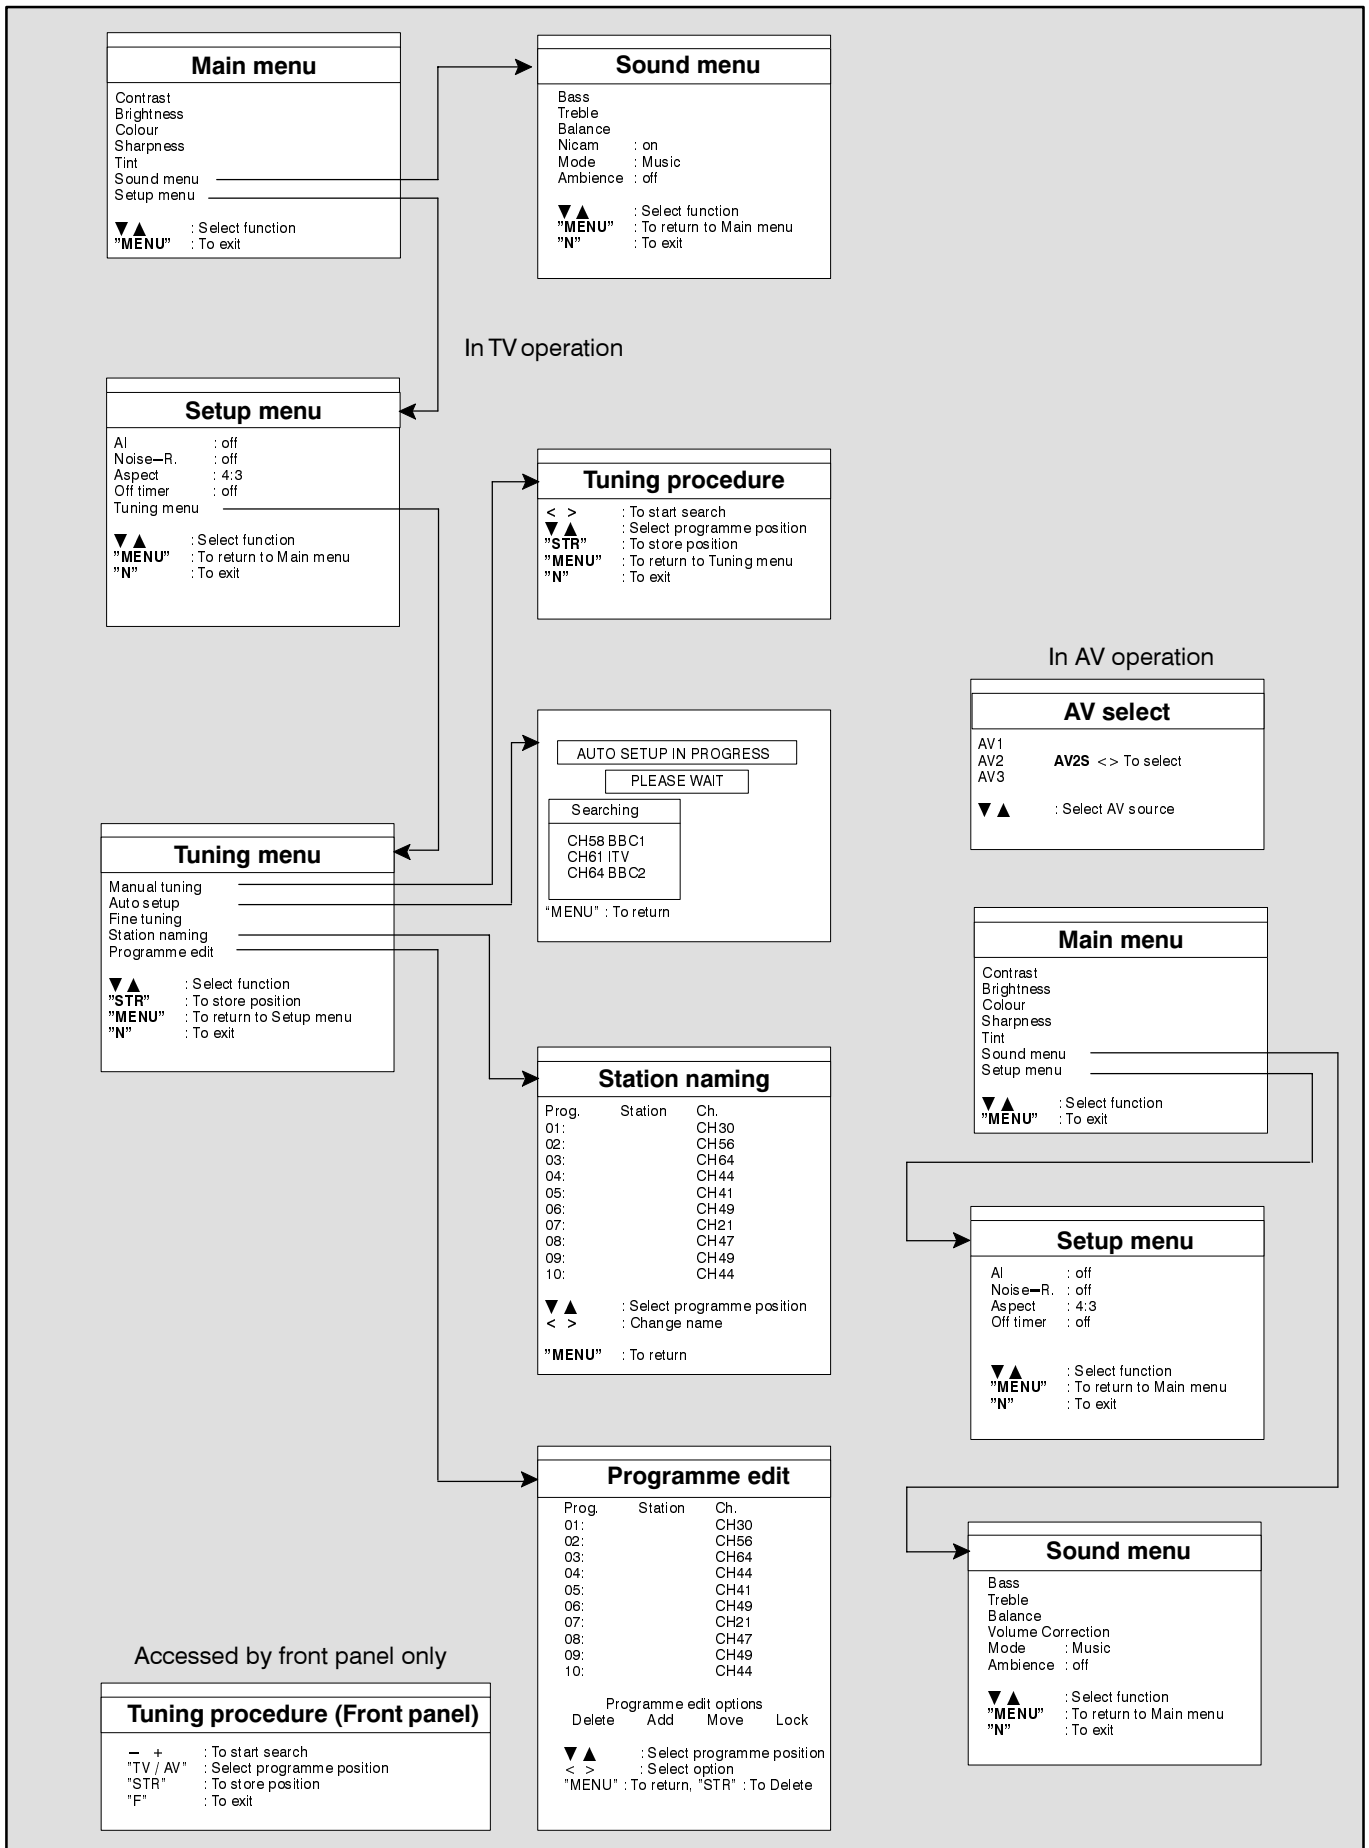 Main menu
Contrast
Brightness
Colour
Sharpness
Tint
Sound menu
Setup menu
▼ ▲ : Select function
"MENU" : To exit
Sound menu
Bass
Treble
Balance
Nicam : on
Mode : Music
Ambience : off
▼ ▲ : Select function
"MENU" : To return to Main menu
"N" : To exit
In TV operation
Setup menu
AI : off
Noise–R. : off
Aspect : 4:3
Off timer : off
Tuning menu
▼ ▲ : Select function
"MENU" : To return to Main menu
"N" : To exit
Tuning procedure
< > : To start search
▼ ▲ : Select programme position
"STR" : To store position
"MENU" : To return to Tuning menu
"N" : To exit
AUTO SETUP IN PROGRESS
PLEASE WAIT
Searching
CH58 BBC1
CH61 ITV
CH64 BBC2
"MENU" : To return
Tuning menu
Manual tuning
Auto setup
Fine tuning
Station naming
Programme edit
▼ ▲ : Select function
"STR" : To store position
"MENU" : To return to Setup menu
"N" : To exit
Station naming
Prog. Station Ch.
01: CH30
02: CH56
03: CH64
04: CH44
05: CH41
06: CH49
07: CH21
08: CH47
09: CH49
10: CH44
▼ ▲ : Select programme position
< > : Change name
"MENU" : To return
Programme edit
Prog. Station Ch.
01: CH30
02: CH56
03: CH64
04: CH44
05: CH41
06: CH49
07: CH21
08: CH47
09: CH49
10: CH44
Programme edit options
Delete Add Move Lock
▼ ▲ : Select programme position
< > : Select option
"MENU" : To return, "STR" : To Delete
Accessed by front panel only
Tuning procedure (Front panel)
– + : To start search
"TV / AV" : Select programme position
"STR" : To store position
"F" : To exit
In AV operation
AV select
AV1
AV2 AV2S < > To select
AV3
▼ ▲ : Select AV source
Main menu
Contrast
Brightness
Colour
Sharpness
Tint
Sound menu
Setup menu
▼ ▲ : Select function
"MENU" : To exit
Setup menu
AI : off
Noise–R. : off
Aspect : 4:3
Off timer : off
▼ ▲ : Select function
"MENU" : To return to Main menu
"N" : To exit
Sound menu
Bass
Treble
Balance
Volume Correction
Mode : Music
Ambience : off
▼ ▲ : Select function
"MENU" : To return to Main menu
"N" : To exit